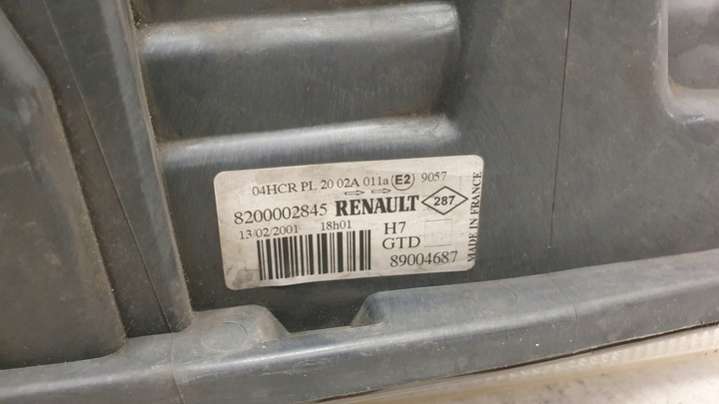 04HCR PL 20 02A 011a E2 9057
8200002845 RENAULT 287
13/02/2001 18h01 H7
GTD
89004687
MADE IN FRANCE